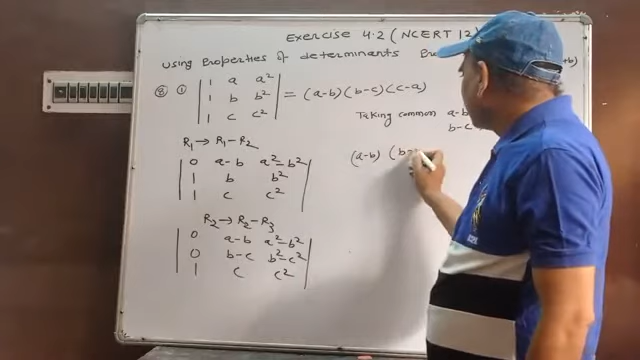 Exercise 4.2 (NCERT 12
Using Properties of determinants
Q ① | 1 a a² | = (a-b) (b-c) (c-a)
| 1 b b² |
| 1 c c² |
Taking common a-b
b-c
R₁ → R₁-R₂
| 0 a-b a²-b² |
| 1 b b² |
| 1 c c² |
(a-b) (b-
R₂ → R₂-R₃
| 0 a-b a²-b² |
| 0 b-c b²-c² |
| 1 c c² |